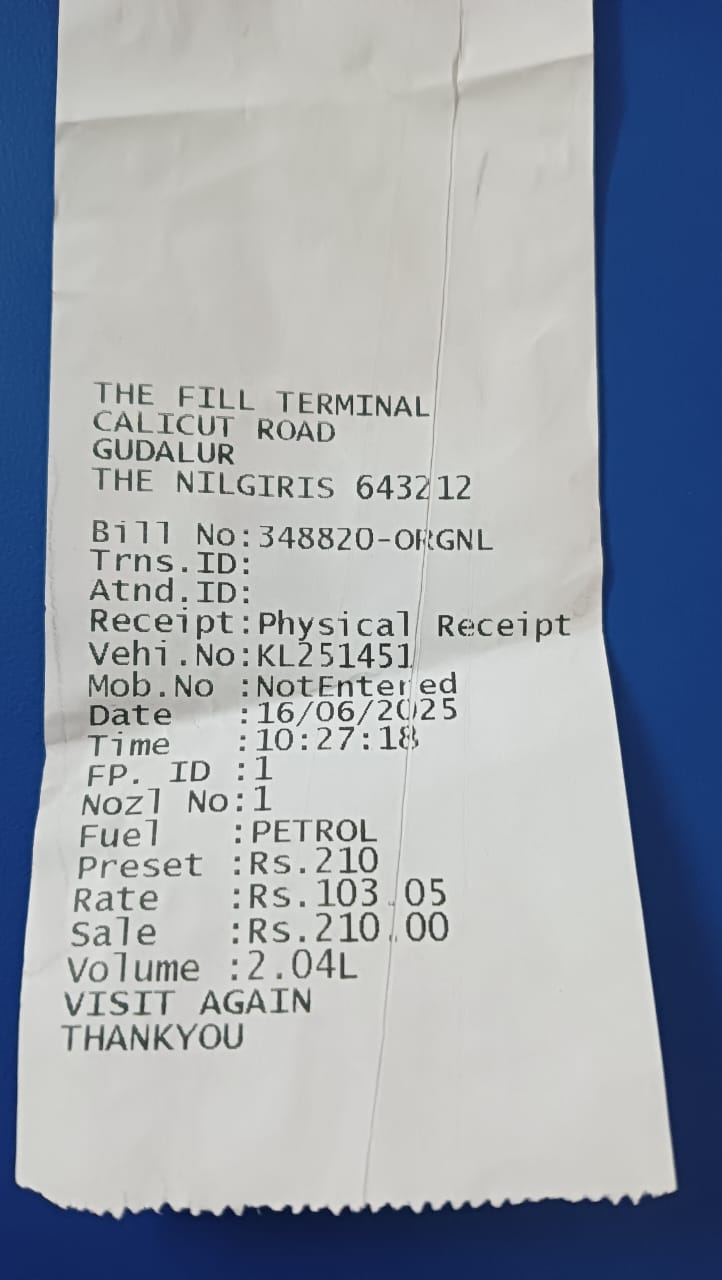 THE FILL TERMINAL
CALICUT ROAD
GUDALUR
THE NILGIRIS 643212
Bill No:348820-ORGNL
Trns.ID:
Atnd.ID:
Receipt:Physical Receipt
Vehi.No:KL251451
Mob.No :NotEntered
Date :16/06/2025
Time :10:27:18
FP. ID :1
Nozl No:1
Fuel :PETROL
Preset :Rs.210
Rate :Rs.103.05
Sale :Rs.210.00
Volume :2.04L
VISIT AGAIN
THANKYOU